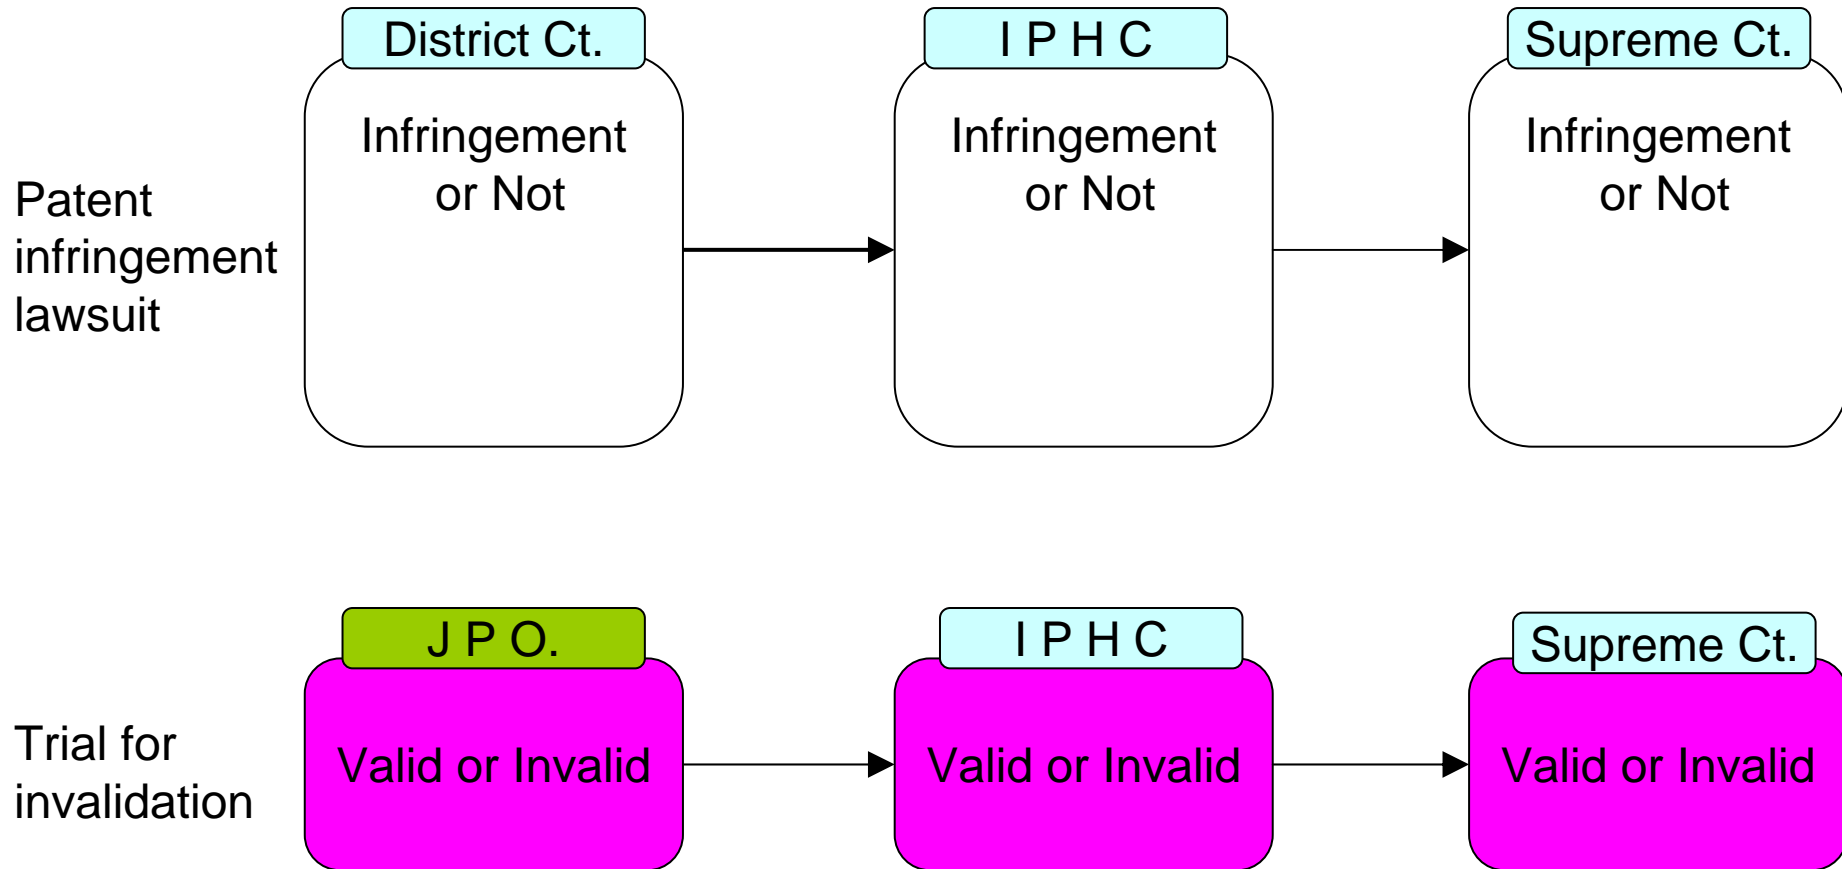 District Ct.
I P H C
Supreme Ct.
Patent
infringement
lawsuit
Infringement
or Not
Infringement
or Not
Infringement
or Not
J P O.
I P H C
Supreme Ct.
Trial for
invalidation
Valid or Invalid
Valid or Invalid
Valid or Invalid